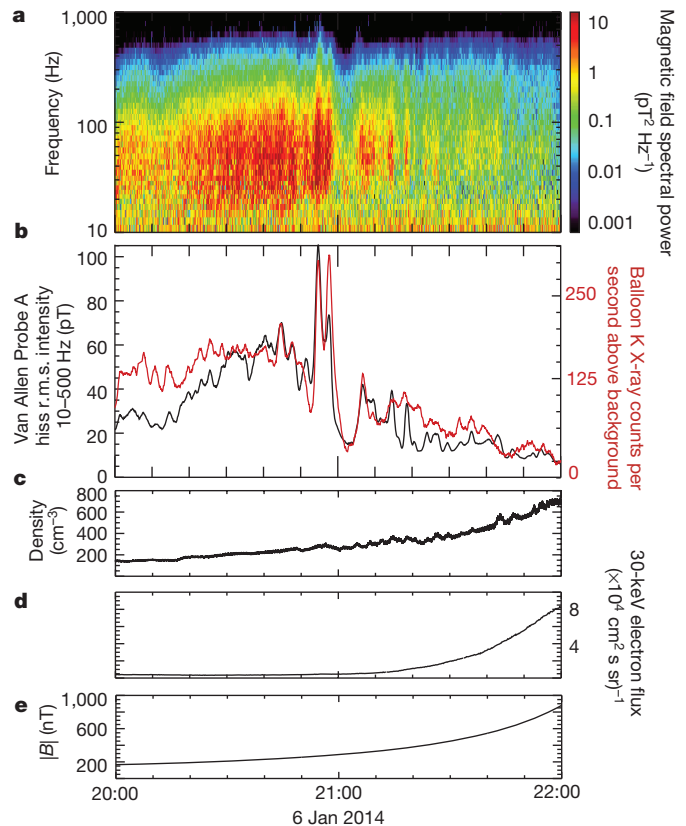 a
1,000
100
10
Frequency (Hz)
10
1
0.1
0.01
0.001
Magnetic field spectral power
(pT2 Hz−1)
b
100
80
60
40
20
0
Van Allen Probe A
hiss r.m.s. intensity
10–500 Hz (pT)
250
125
0
Balloon K X-ray counts per
second above background
c
800
600
400
200
Density
(cm−3)
d
8
4
30-keV electron flux
(×104 cm2 s sr)−1
e
1,000
600
200
|B| (nT)
20:00
21:00
22:00
6 Jan 2014